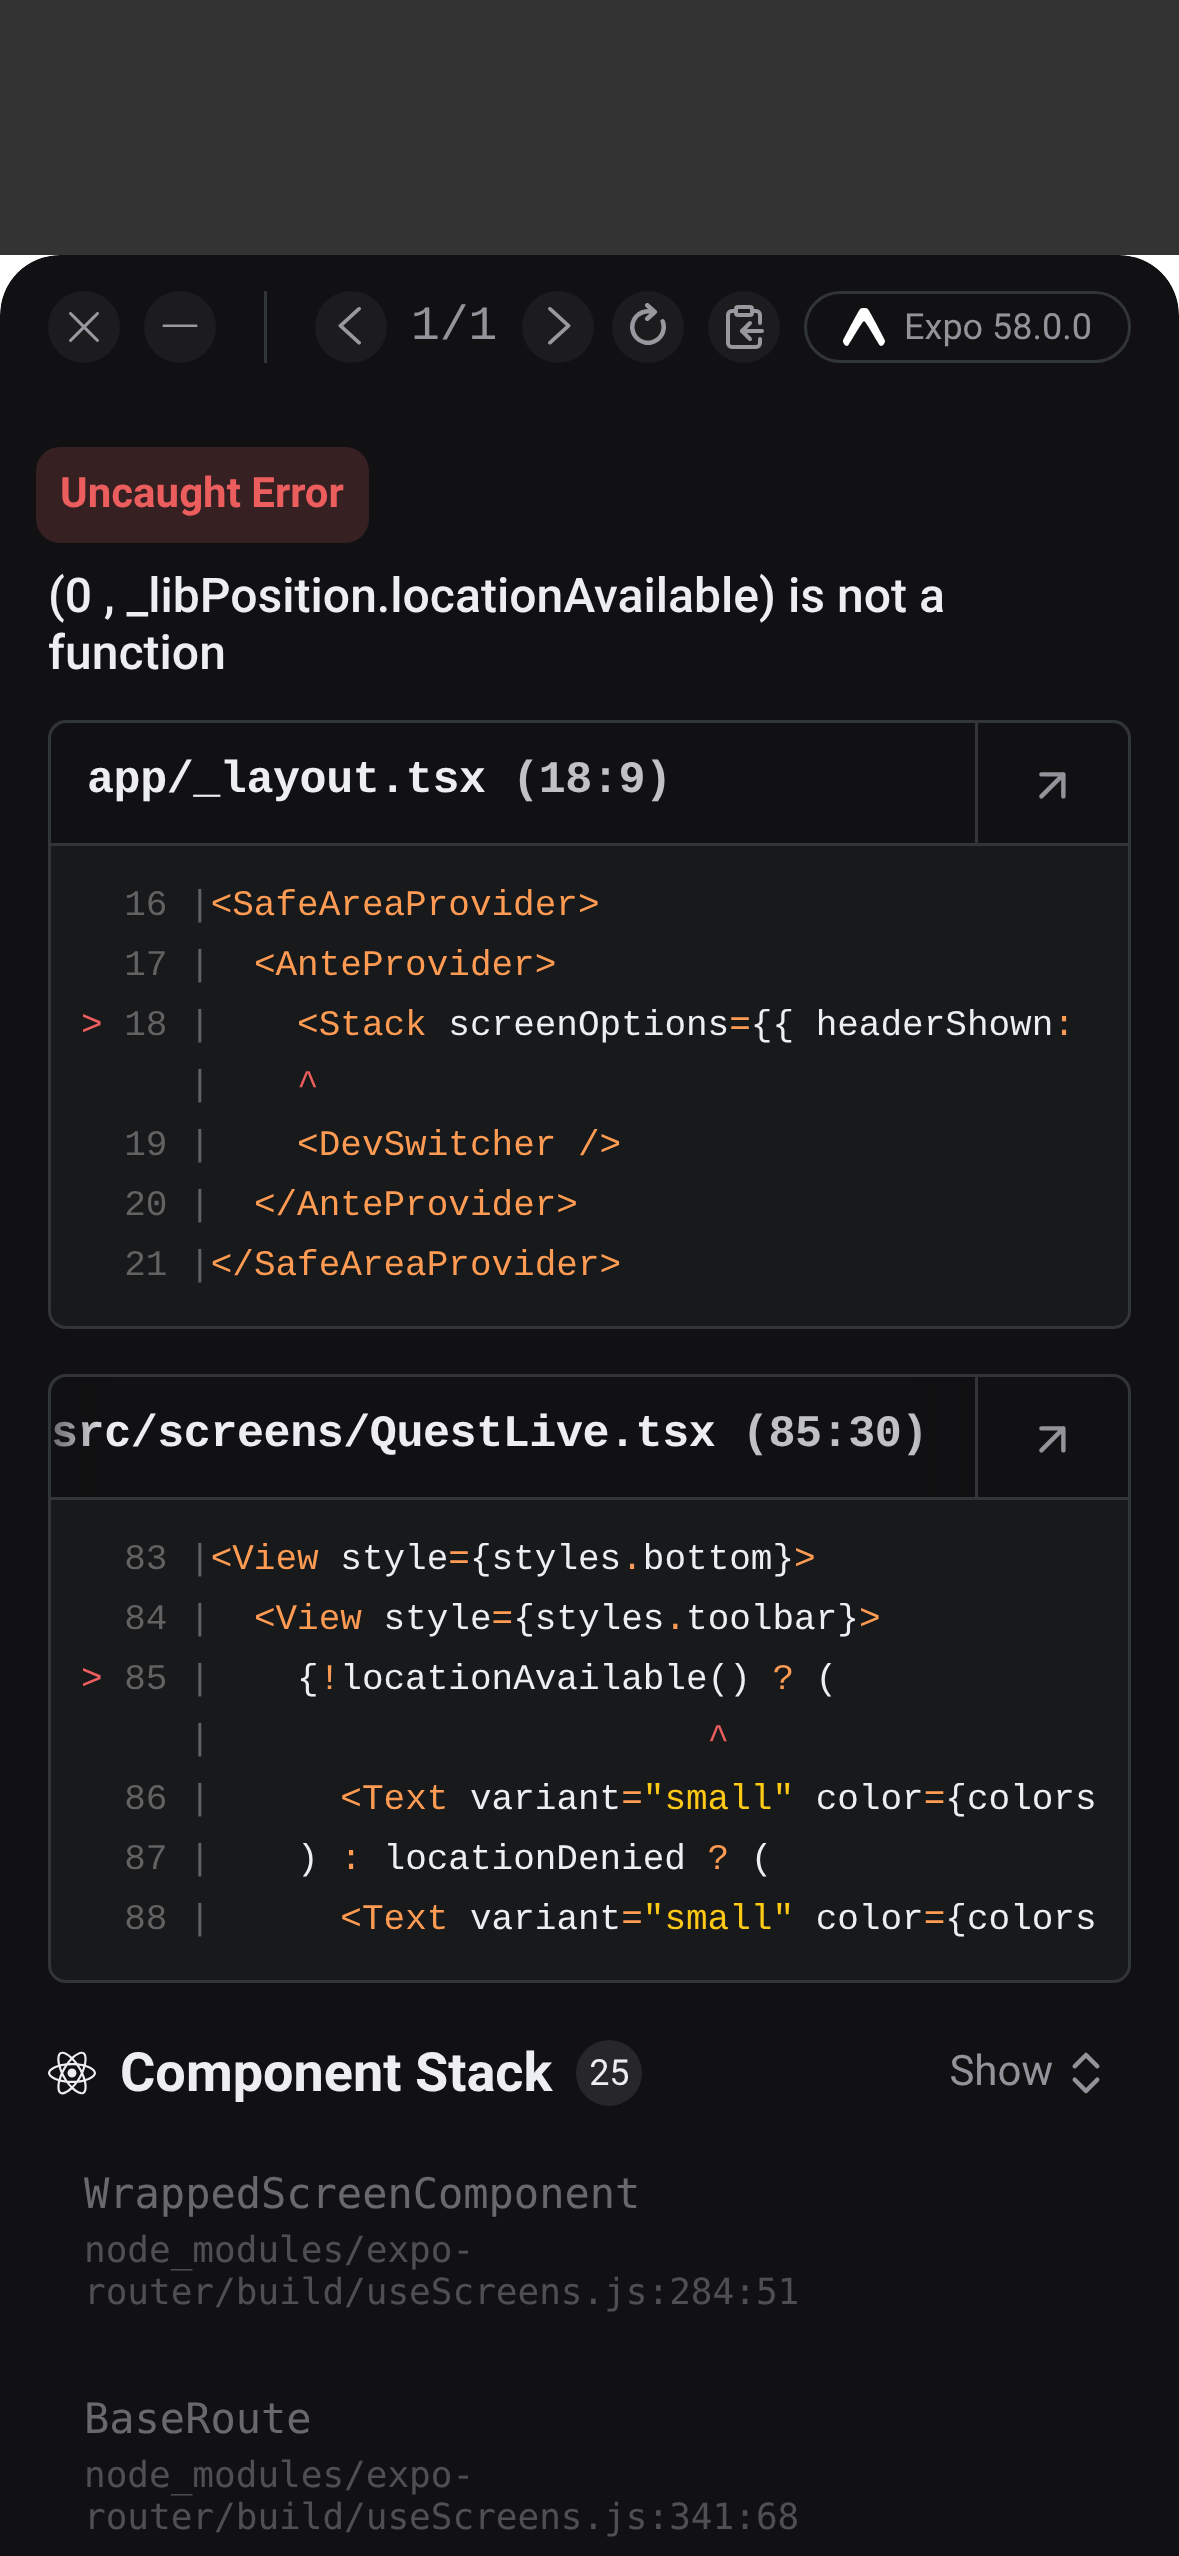 1/1
Expo 58.0.0
Uncaught Error
(0 , _libPosition.locationAvailable) is not a
function
app/_layout.tsx (18:9)
16 |<SafeAreaProvider>
17 |  <AnteProvider>
> 18 |    <Stack screenOptions={{ headerShown:
|    ^
19 |    <DevSwitcher />
20 |  </AnteProvider>
21 |</SafeAreaProvider>
src/screens/QuestLive.tsx (85:30)
83 |<View style={styles.bottom}>
84 |  <View style={styles.toolbar}>
> 85 |    {!locationAvailable() ? (
|                       ^
86 |      <Text variant="small" color={colors
87 |    ) : locationDenied ? (
88 |      <Text variant="small" color={colors
Component Stack 25 Show
WrappedScreenComponent
node_modules/expo-
router/build/useScreens.js:284:51
BaseRoute
node_modules/expo-
router/build/useScreens.js:341:68